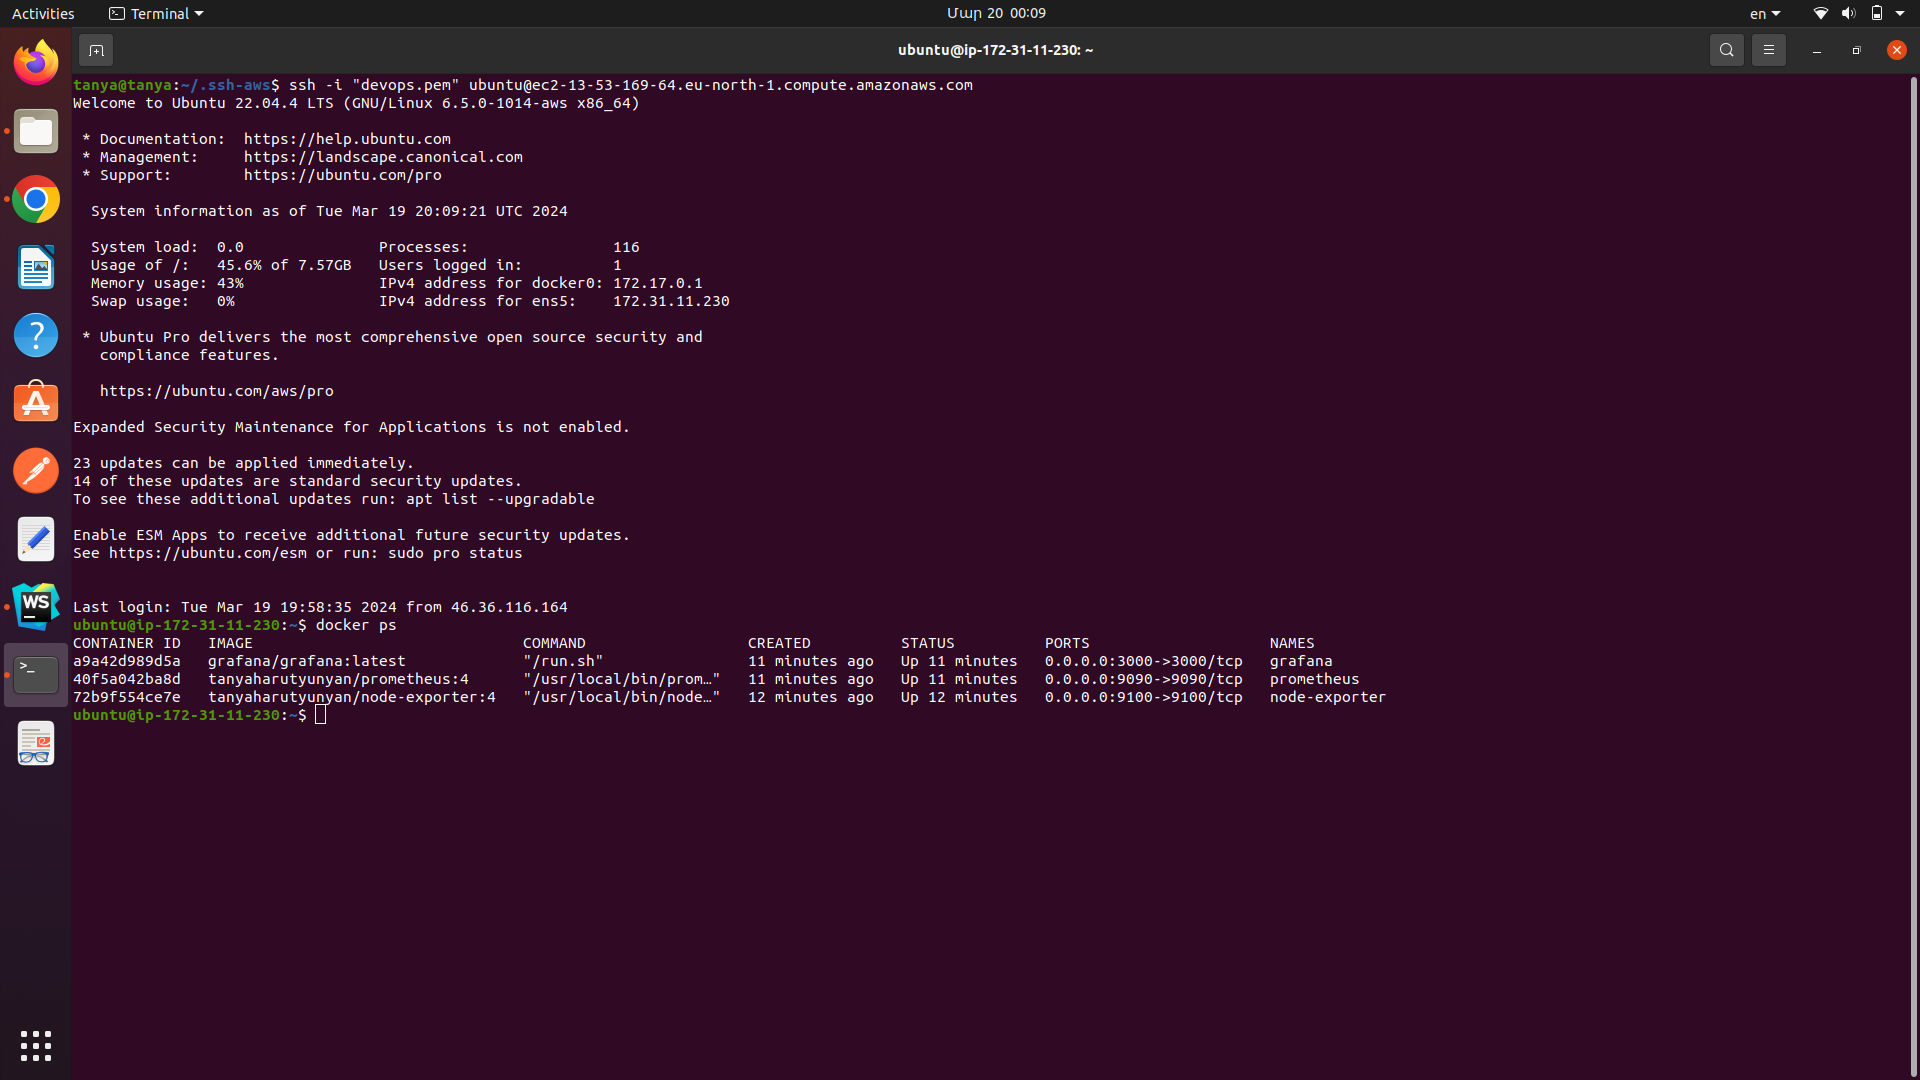 Activities
Terminal
Մար 20 00:09
en
ubuntu@ip-172-31-11-230: ~
tanya@tanya:~/.ssh-aws$ ssh -i "devops.pem" ubuntu@ec2-13-53-169-64.eu-north-1.compute.amazonaws.com
Welcome to Ubuntu 22.04.4 LTS (GNU/Linux 6.5.0-1014-aws x86_64)
* Documentation:  https://help.ubuntu.com
* Management:     https://landscape.canonical.com
* Support:        https://ubuntu.com/pro
System information as of Tue Mar 19 20:09:21 UTC 2024
System load:  0.0               Processes:                116
Usage of /:   45.6% of 7.57GB   Users logged in:          1
Memory usage: 43%               IPv4 address for docker0: 172.17.0.1
Swap usage:   0%                IPv4 address for ens5:    172.31.11.230
* Ubuntu Pro delivers the most comprehensive open source security and
compliance features.
https://ubuntu.com/aws/pro
Expanded Security Maintenance for Applications is not enabled.
23 updates can be applied immediately.
14 of these updates are standard security updates.
To see these additional updates run: apt list --upgradable
Enable ESM Apps to receive additional future security updates.
See https://ubuntu.com/esm or run: sudo pro status
Last login: Tue Mar 19 19:58:35 2024 from 46.36.116.164
ubuntu@ip-172-31-11-230:~$ docker ps
CONTAINER ID   IMAGE                              COMMAND                  CREATED          STATUS          PORTS                    NAMES
a9a42d989d5a   grafana/grafana:latest             "/run.sh"                11 minutes ago   Up 11 minutes   0.0.0.0:3000->3000/tcp   grafana
40f5a042ba8d   tanyaharutyunyan/prometheus:4      "/usr/local/bin/prom…"   11 minutes ago   Up 11 minutes   0.0.0.0:9090->9090/tcp   prometheus
72b9f554ce7e   tanyaharutyunyan/node-exporter:4   "/usr/local/bin/node…"   12 minutes ago   Up 12 minutes   0.0.0.0:9100->9100/tcp   node-exporter
ubuntu@ip-172-31-11-230:~$
WS
>_